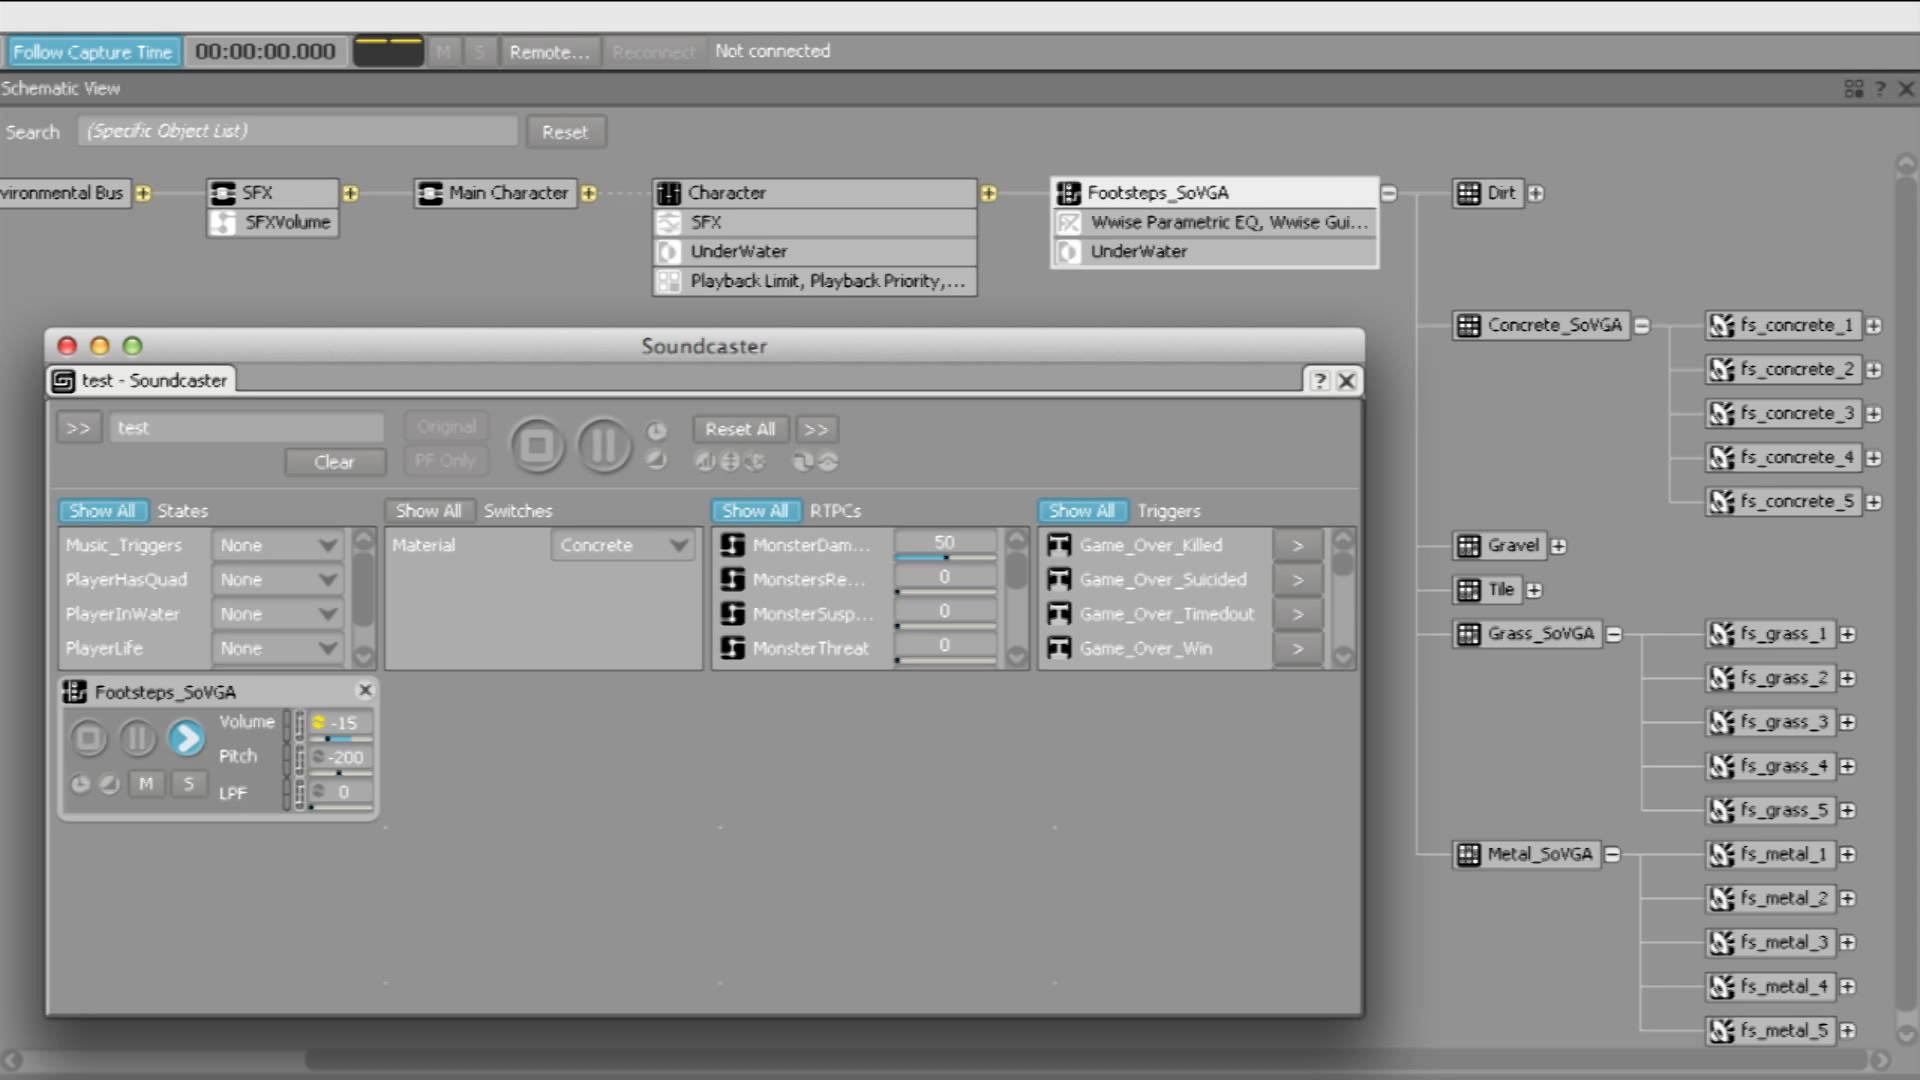 Follow Capture Time 00:00:00.000 M S Remote... Reconnect Not connected
Schematic View ?
Search (Specific Object List) Reset
vironmental Bus SFX Main Character Character Footsteps_SoVGA Dirt
SFXVolume SFX Wwise Parametric EQ, Wwise Gui...
UnderWater UnderWater
Playback Limit, Playback Priority,...
Concrete_SoVGA fs_concrete_1
fs_concrete_2
fs_concrete_3
fs_concrete_4
fs_concrete_5
Gravel
Tile
Grass_SoVGA fs_grass_1
fs_grass_2
fs_grass_3
fs_grass_4
fs_grass_5
Metal_SoVGA fs_metal_1
fs_metal_2
fs_metal_3
fs_metal_4
fs_metal_5
Soundcaster
test - Soundcaster ?
>> test Original Reset All >>
Clear PF Only
Show All States Show All Switches Show All RTPCs Show All Triggers
Music_Triggers None Material Concrete MonsterDam... 50 Game_Over_Killed >
PlayerHasQuad None MonstersRe... 0 Game_Over_Suicided >
PlayerInWater None MonsterSusp... 0 Game_Over_Timedout >
PlayerLife None MonsterThreat 0 Game_Over_Win >
Footsteps_SoVGA
Volume -15
Pitch -200
M S LPF 0